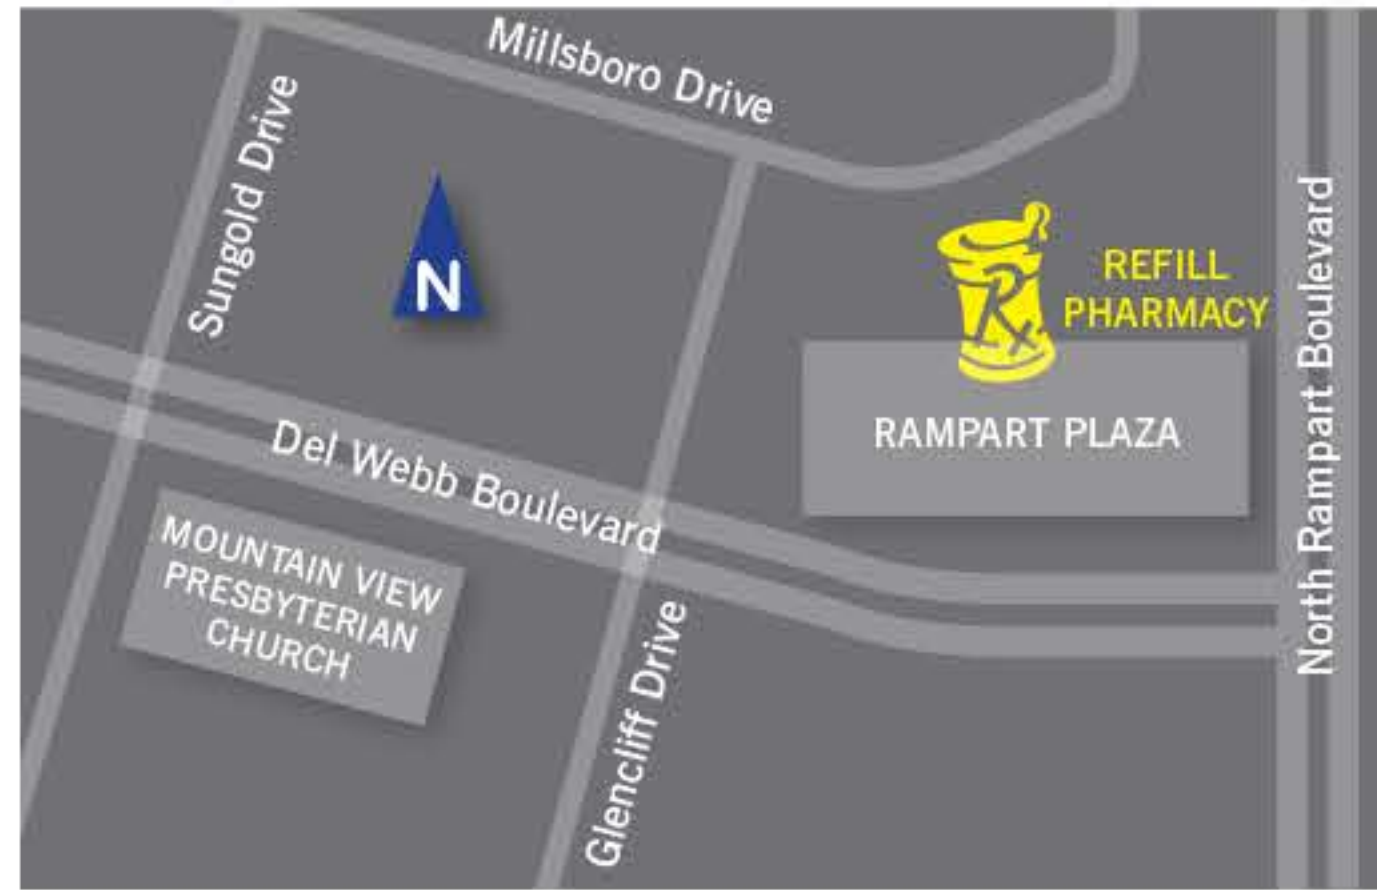 Millsboro Drive
Sungold Drive
N
Rx
REFILL
PHARMACY
RAMPART PLAZA
North Rampart Boulevard
Del Webb Boulevard
MOUNTAIN VIEW
PRESBYTERIAN
CHURCH
Glencliff Drive